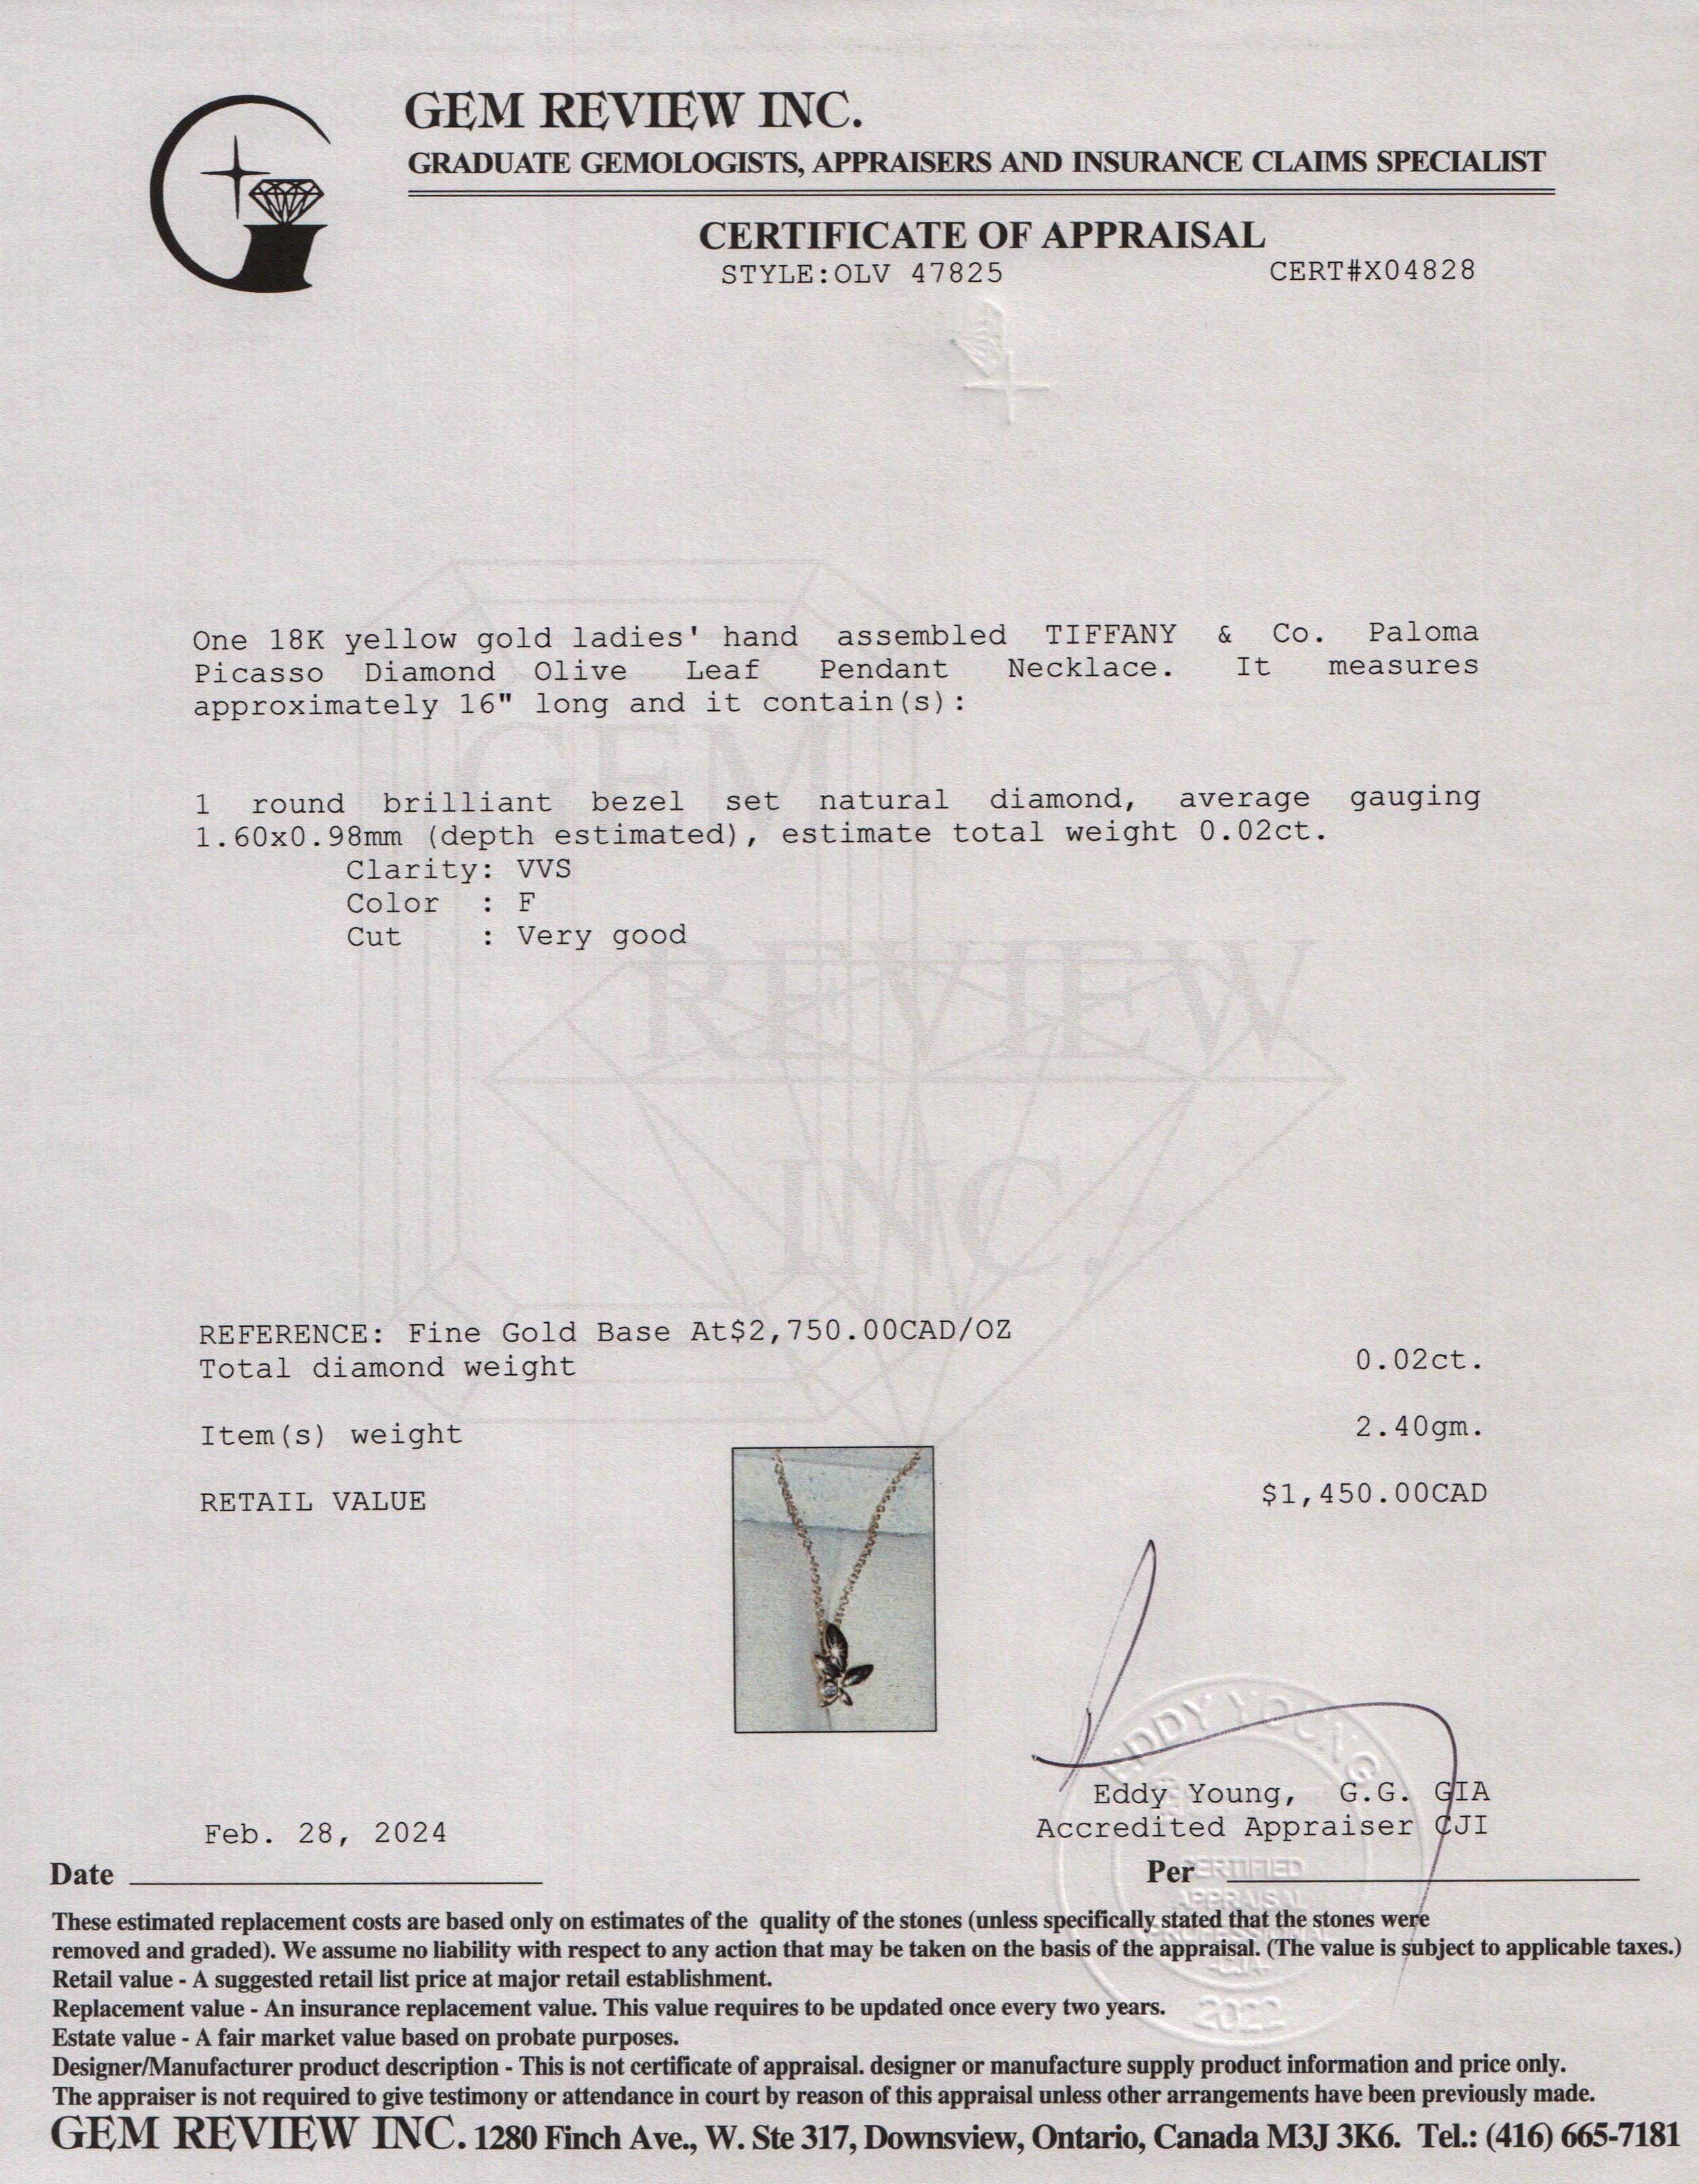 GEM REVIEW INC.
GRADUATE GEMOLOGISTS, APPRAISERS AND INSURANCE CLAIMS SPECIALIST
CERTIFICATE OF APPRAISAL
STYLE:OLV 47825 CERT#X04828
One 18K yellow gold ladies' hand assembled TIFFANY & Co. Paloma
Picasso Diamond Olive Leaf Pendant Necklace. It measures
approximately 16" long and it contain(s):
GEM
1 round brilliant bezel set natural diamond, average gauging
1.60x0.98mm (depth estimated), estimate total weight 0.02ct.
Clarity: VVS
Color : F
Cut : Very good
REVIEW
INC.
REFERENCE: Fine Gold Base At$2,750.00CAD/OZ
Total diamond weight 0.02ct.
Item(s) weight 2.40gm.
RETAIL VALUE $1,450.00CAD
EDDY YOUNG
Eddy Young, G.G. GIA
Accredited Appraiser CJI
Feb. 28, 2024
Date
Per
CERTIFIED
APPRAISAL
PROFESSIONAL
2022
These estimated replacement costs are based only on estimates of the quality of the stones (unless specifically stated that the stones were
removed and graded). We assume no liability with respect to any action that may be taken on the basis of the appraisal. (The value is subject to applicable taxes.)
Retail value - A suggested retail list price at major retail establishment.
Replacement value - An insurance replacement value. This value requires to be updated once every two years.
Estate value - A fair market value based on probate purposes.
Designer/Manufacturer product description - This is not certificate of appraisal. designer or manufacture supply product information and price only.
The appraiser is not required to give testimony or attendance in court by reason of this appraisal unless other arrangements have been previously made.
GEM REVIEW INC. 1280 Finch Ave., W. Ste 317, Downsview, Ontario, Canada M3J 3K6. Tel.: (416) 665-7181